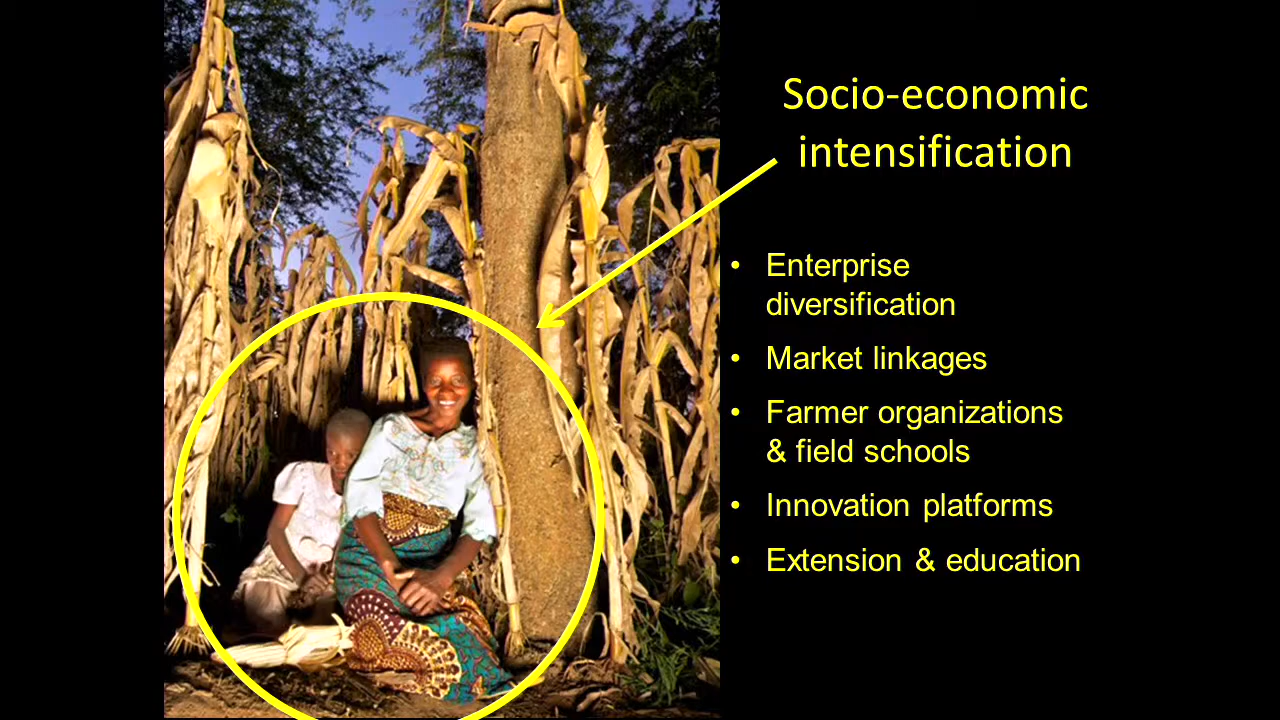 Socio-economic
intensification
• Enterprise
diversification
• Market linkages
• Farmer organizations
& field schools
• Innovation platforms
• Extension & education